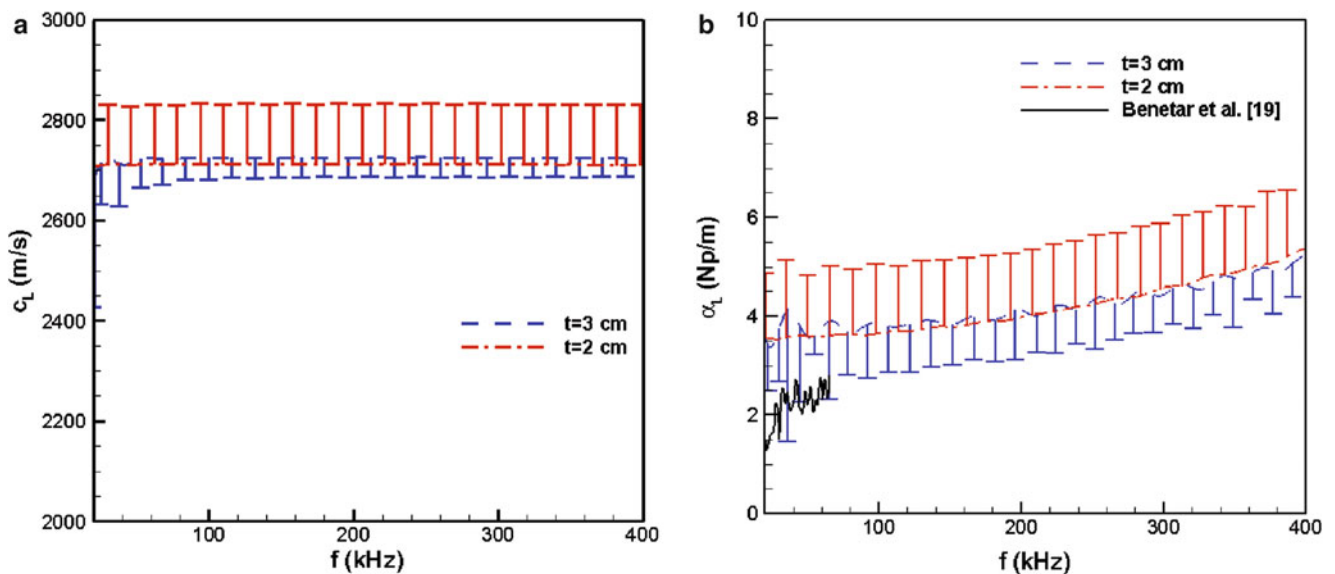 a
3000
2800
2600
2400
2200
2000
c_L (m/s)
100
200
300
400
f (kHz)
t=3 cm
t=2 cm
b
10
8
6
4
2
0
α_L (Np/m)
100
200
300
400
f (kHz)
t=3 cm
t=2 cm
Benetar et al. [19]